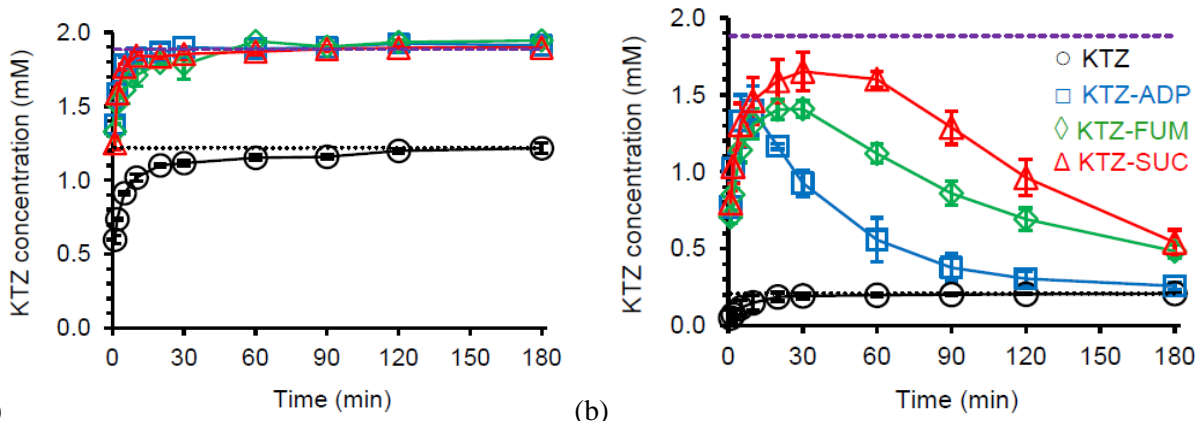 KTZ concentration (mM)
2.0
1.5
1.0
0.5
0.0
0 30 60 90 120 150 180
Time (min)
)
(b)
KTZ concentration (mM)
2.0
1.5
1.0
0.5
0.0
0 30 60 90 120 150 180
Time (min)
KTZ
KTZ-ADP
KTZ-FUM
KTZ-SUC